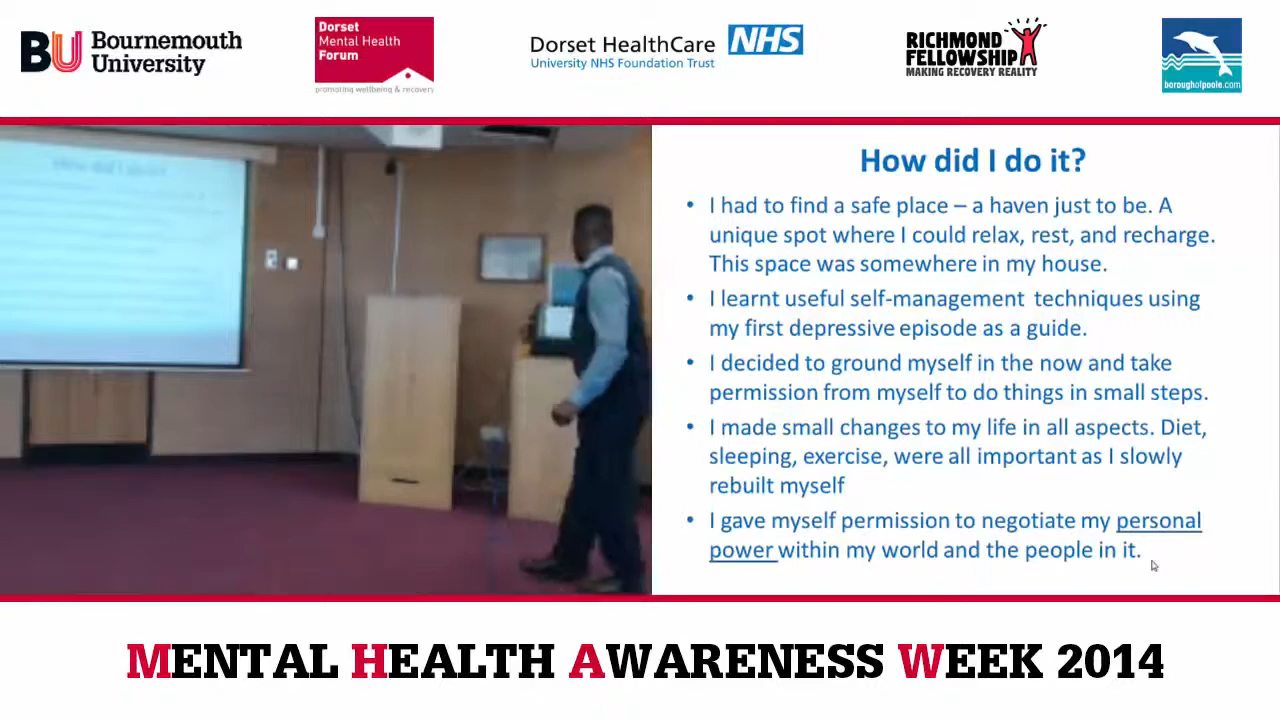 BU Bournemouth University
Dorset
Mental Health
Forum
promoting wellbeing & recovery
Dorset HealthCare NHS
University NHS Foundation Trust
RICHMOND
FELLOWSHIP
MAKING RECOVERY REALITY
boroughofpoole.com
How did I do it?
How did I do it?
• I had to find a safe place – a haven just to be. A
unique spot where I could relax, rest, and recharge.
This space was somewhere in my house.
• I learnt useful self-management techniques using
my first depressive episode as a guide.
• I decided to ground myself in the now and take
permission from myself to do things in small steps.
• I made small changes to my life in all aspects. Diet,
sleeping, exercise, were all important as I slowly
rebuilt myself
• I gave myself permission to negotiate my personal
power within my world and the people in it.
MENTAL HEALTH AWARENESS WEEK 2014